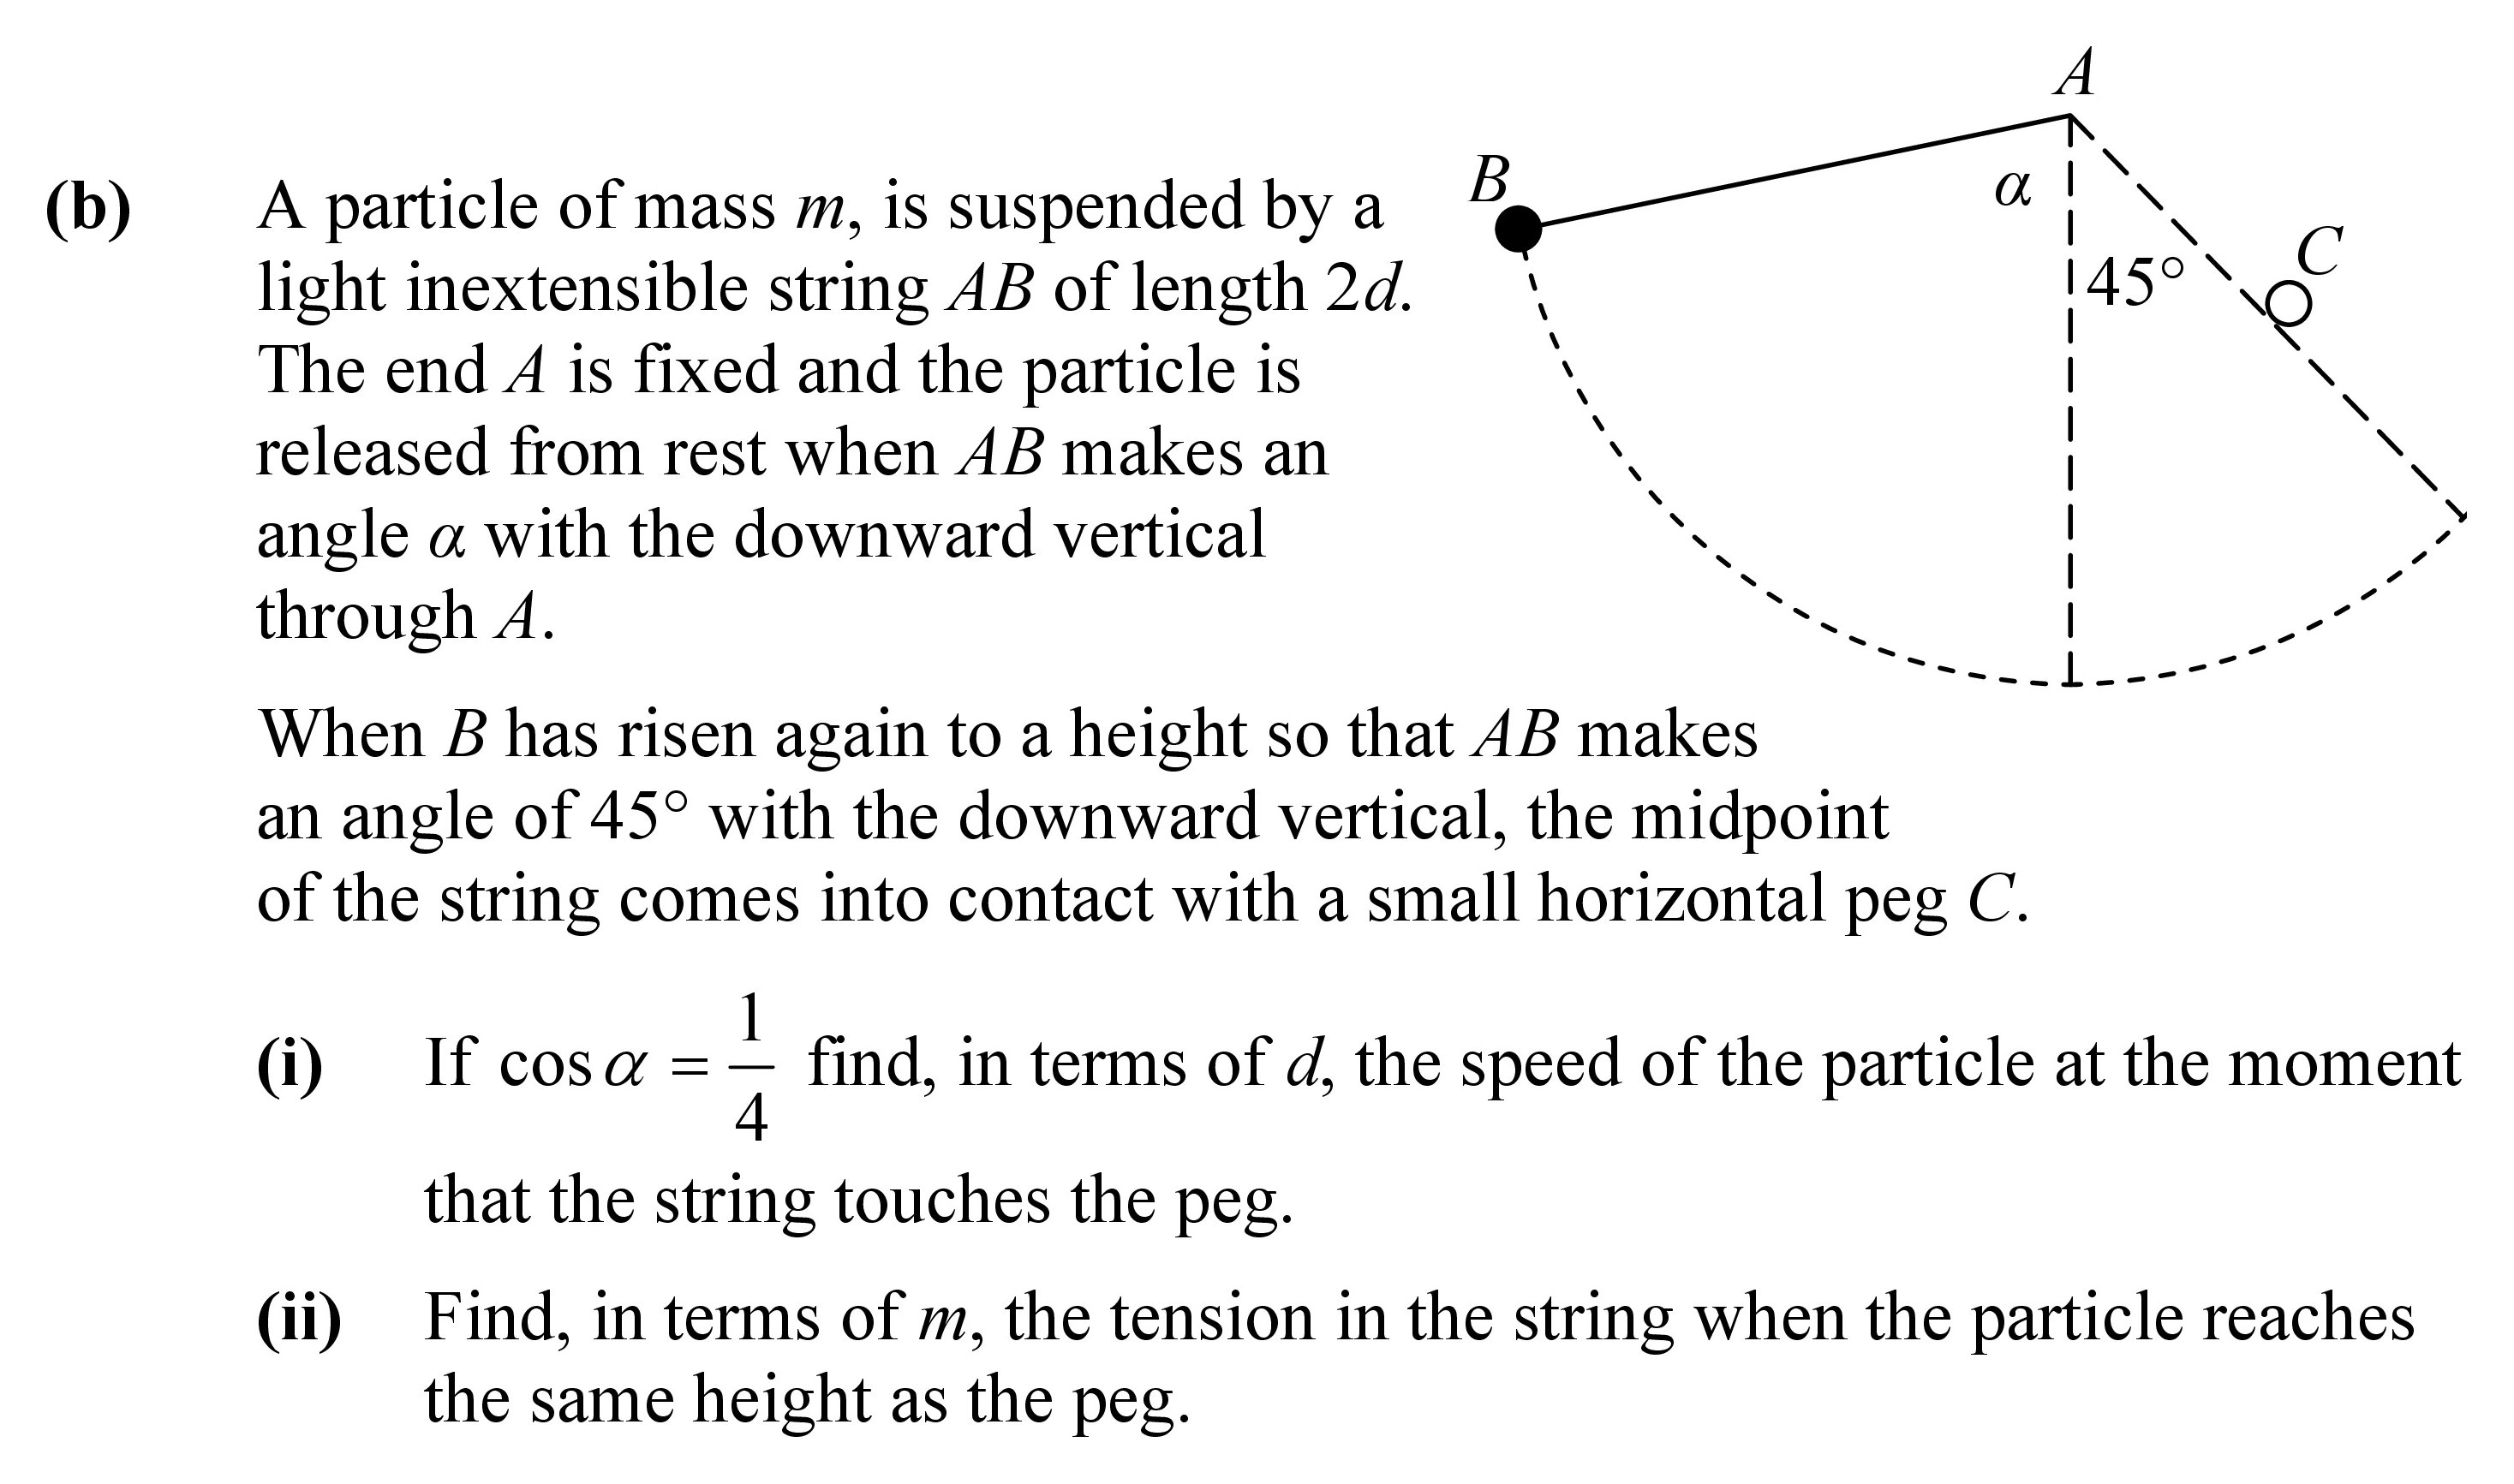 A
B
α
(b) A particle of mass m, is suspended by a
C
light inextensible string AB of length 2d.
45°
The end A is fixed and the particle is
released from rest when AB makes an
angle α with the downward vertical
through A.
When B has risen again to a height so that AB makes
an angle of 45° with the downward vertical, the midpoint
of the string comes into contact with a small horizontal peg C.
(i) If cos α = 1/4 find, in terms of d, the speed of the particle at the moment
that the string touches the peg.
(ii) Find, in terms of m, the tension in the string when the particle reaches
the same height as the peg.